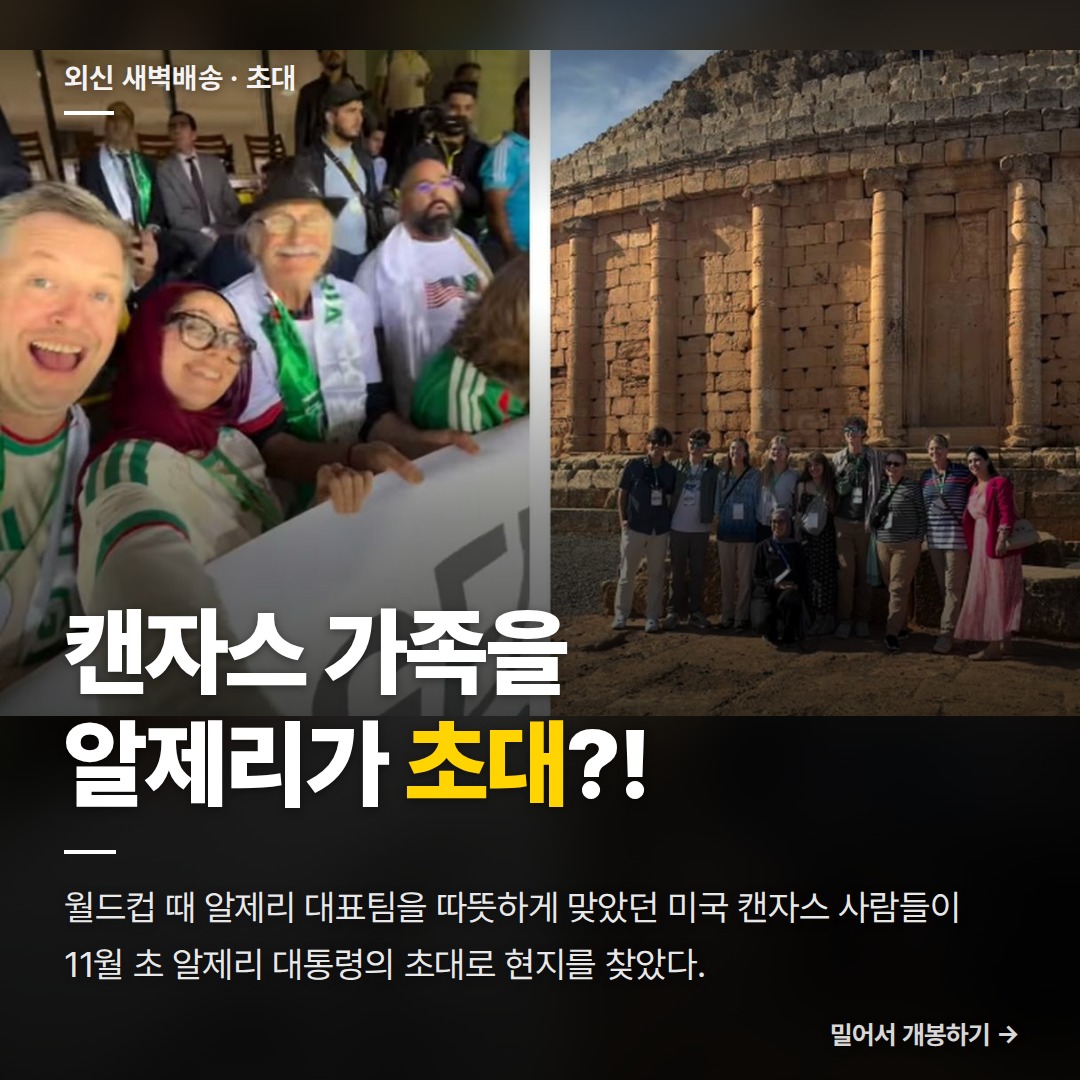 외신 새벽배송 · 초대
캔자스 가족을
알제리가 초대?!
월드컵 때 알제리 대표팀을 따뜻하게 맞았던 미국 캔자스 사람들이
11월 초 알제리 대통령의 초대로 현지를 찾았다.
밀어서 개봉하기 →